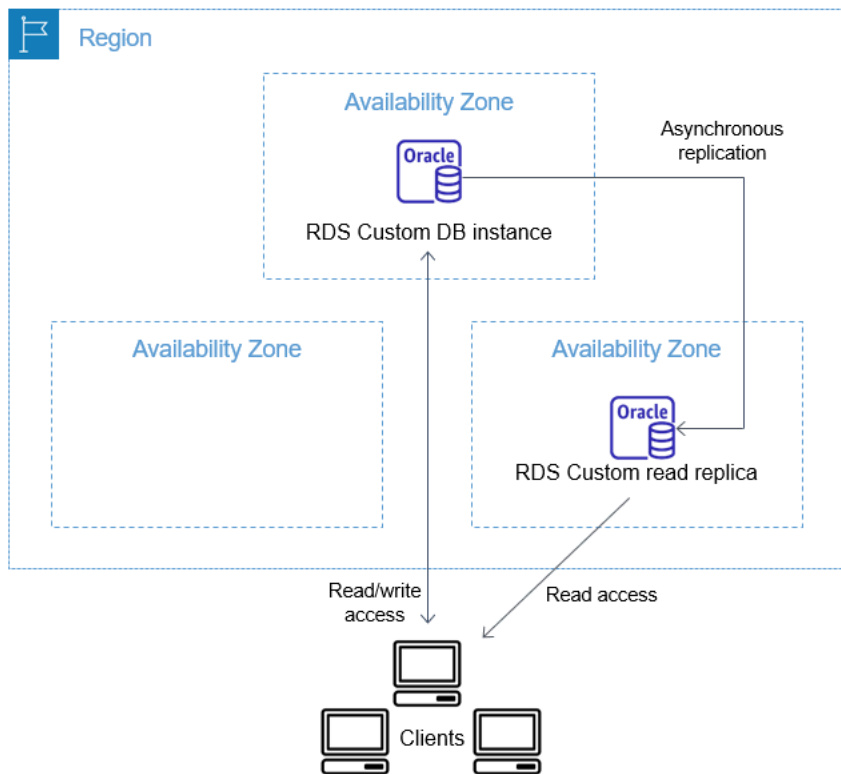 Region
Availability Zone
Oracle
RDS Custom DB instance
Asynchronous
replication
Availability Zone
Availability Zone
Oracle
RDS Custom read replica
Read/write
access
Read access
Clients